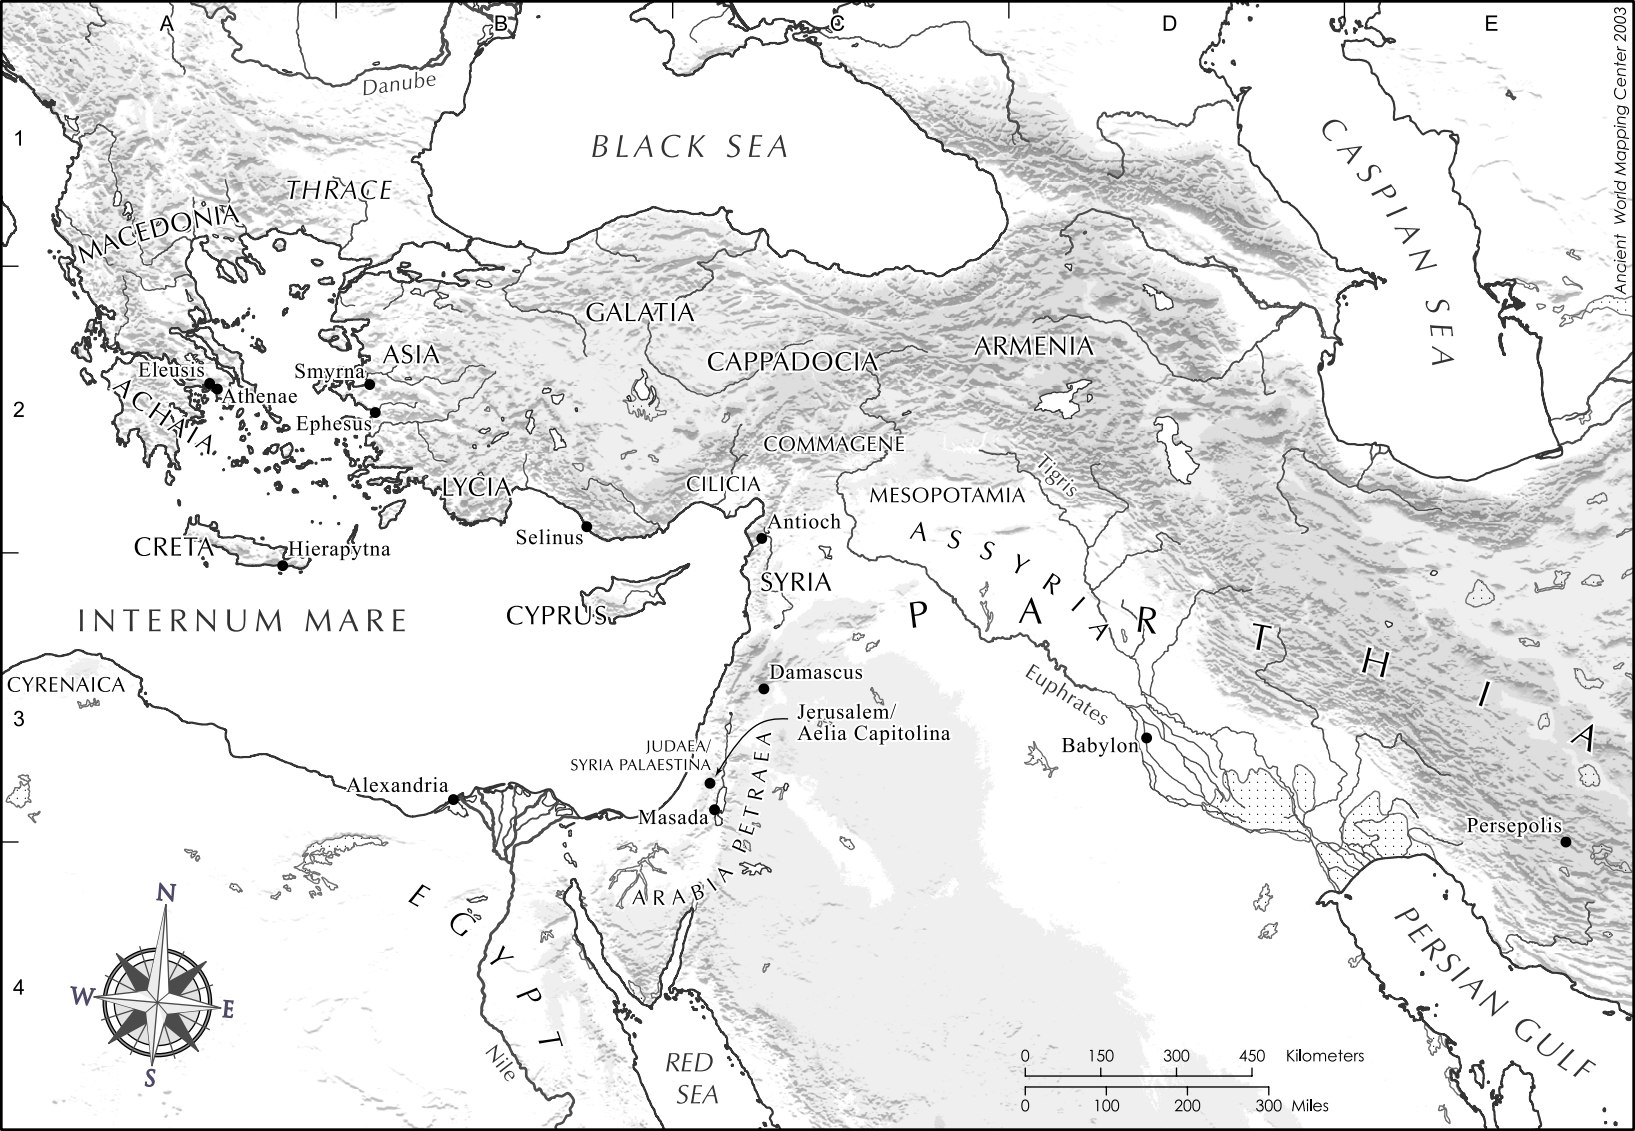 A
B
C
D
E
Ancient World Mapping Center 2003
Danube
1
BLACK SEA
CASPIAN SEA
THRACE
MACEDONIA
GALATIA
ASIA
CAPPADOCIA
ARMENIA
Eleusis
Smyrna
Athenae
2
ACHAIA
Ephesus
COMMAGENE
Tigris
LYCIA
CILICIA
MESOPOTAMIA
Antioch
Selinus
ASSYRIA
CRETA
Hierapytna
SYRIA
CYPRUS
INTERNUM MARE
PARTHIA
CYRENAICA
Damascus
Euphrates
3
Jerusalem/
Aelia Capitolina
JUDAEA/
SYRIA PALAESTINA
Babylon
Alexandria
Masada
Persepolis
ARABIA PETRAEA
EGYPT
N
W
E
S
4
PERSIAN GULF
Nile
RED
SEA
0 150 300 450 Kilometers
0 100 200 300 Miles